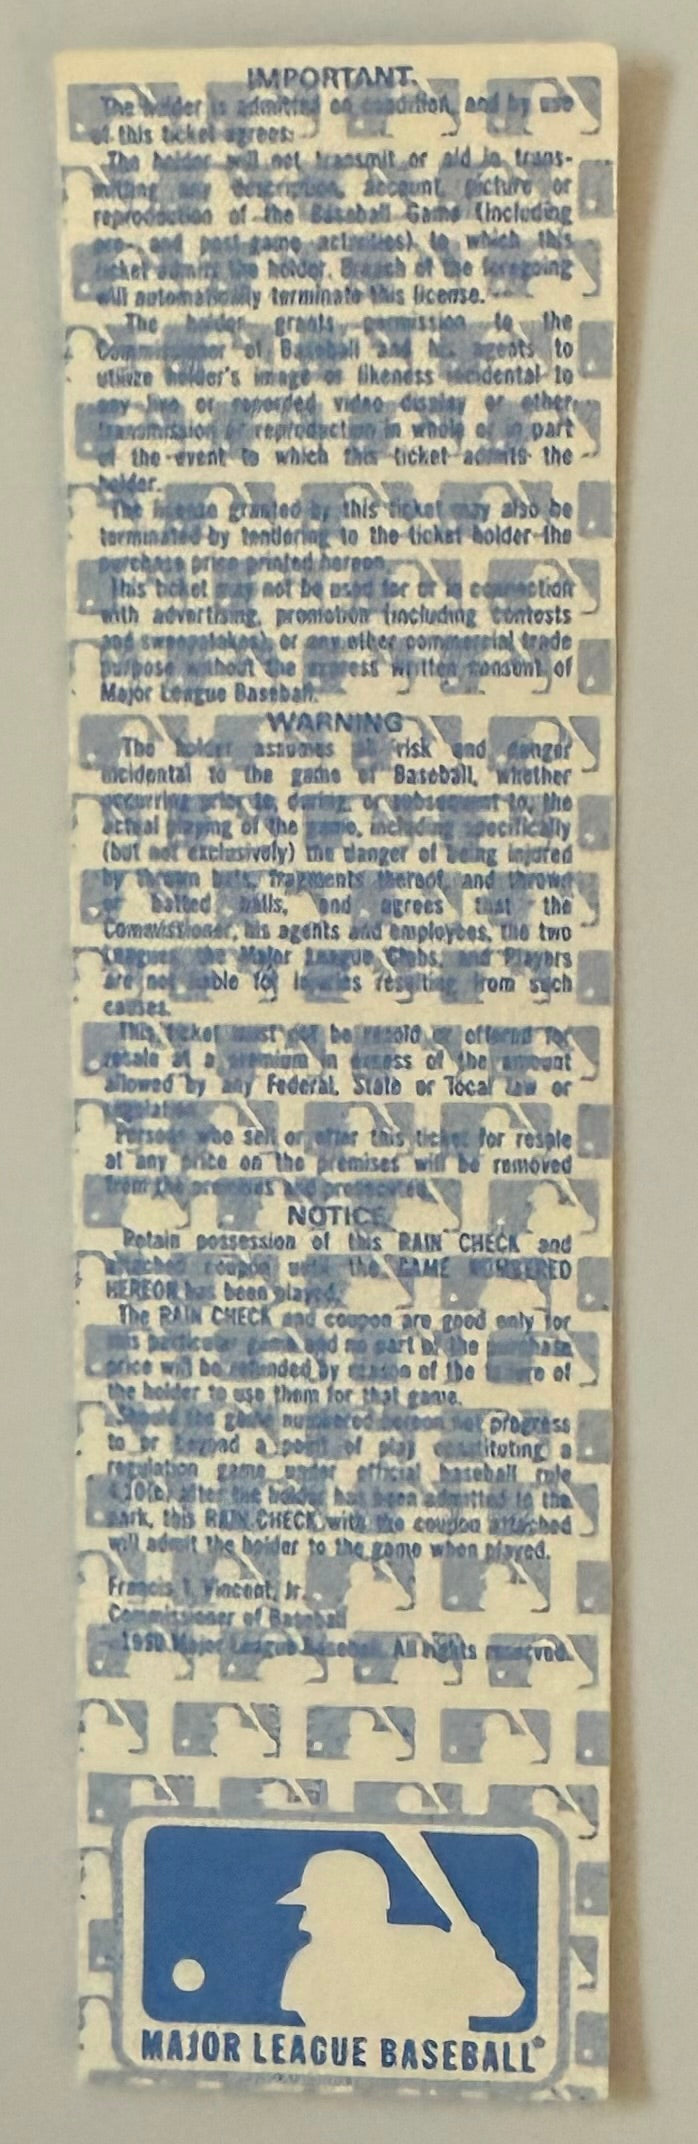 IMPORTANT
The holder is admitted on condition, and by use
of this ticket agrees:
The holder will not transmit or aid in trans-
mitting any description, account, picture or
reproduction of the Baseball Game (including
pre- and post-game activities) to which this
ticket admits the holder. Breach of the foregoing
will automatically terminate this license.
The holder grants permission to the
Commissioner of Baseball and his agents to
utilize holder's image or likeness incidental to
any live or recorded video display or other
transmission or reproduction in whole or in part
of the event to which this ticket admits the
holder.
The license granted by this ticket may also be
terminated by tendering to the ticket holder the
purchase price printed hereon.
This ticket may not be used for or in connection
with advertising, promotion (including contests
and sweepstakes), or any other commercial trade
purpose without the express written consent of
Major League Baseball.
WARNING
The holder assumes all risk and danger
incidental to the game of Baseball, whether
occurring prior to, during, or subsequent to, the
actual playing of the game, including specifically
(but not exclusively) the danger of being injured
by thrown bats, fragments thereof, and thrown
or batted balls, and agrees that the
Commissioner, his agents and employees, the two
Leagues, the Major League Clubs, and Players
are not liable for injuries resulting from such
causes.
This ticket must not be resold or offered for
resale at a premium in excess of the amount
allowed by any Federal, State or local law or
regulation.
Persons who sell or offer this ticket for resale
at any price on the premises will be removed
from the premises and prosecuted.
NOTICE
Retain possession of this RAIN CHECK and
attached coupon until the GAME NUMBERED
HEREON has been played.
The RAIN CHECK and coupon are good only for
this particular game and no part of the purchase
price will be refunded by reason of the failure of
the holder to use them for that game.
Should the game numbered hereon not progress
to or beyond a point of play constituting a
regulation game under official baseball rule
4.10(c) after the holder has been admitted to the
park, this RAIN CHECK with the coupon attached
will admit the holder to the game when played.
Francis T. Vincent, Jr.
Commissioner of Baseball
1990 Major League Baseball. All rights reserved.
MAJOR LEAGUE BASEBALL®